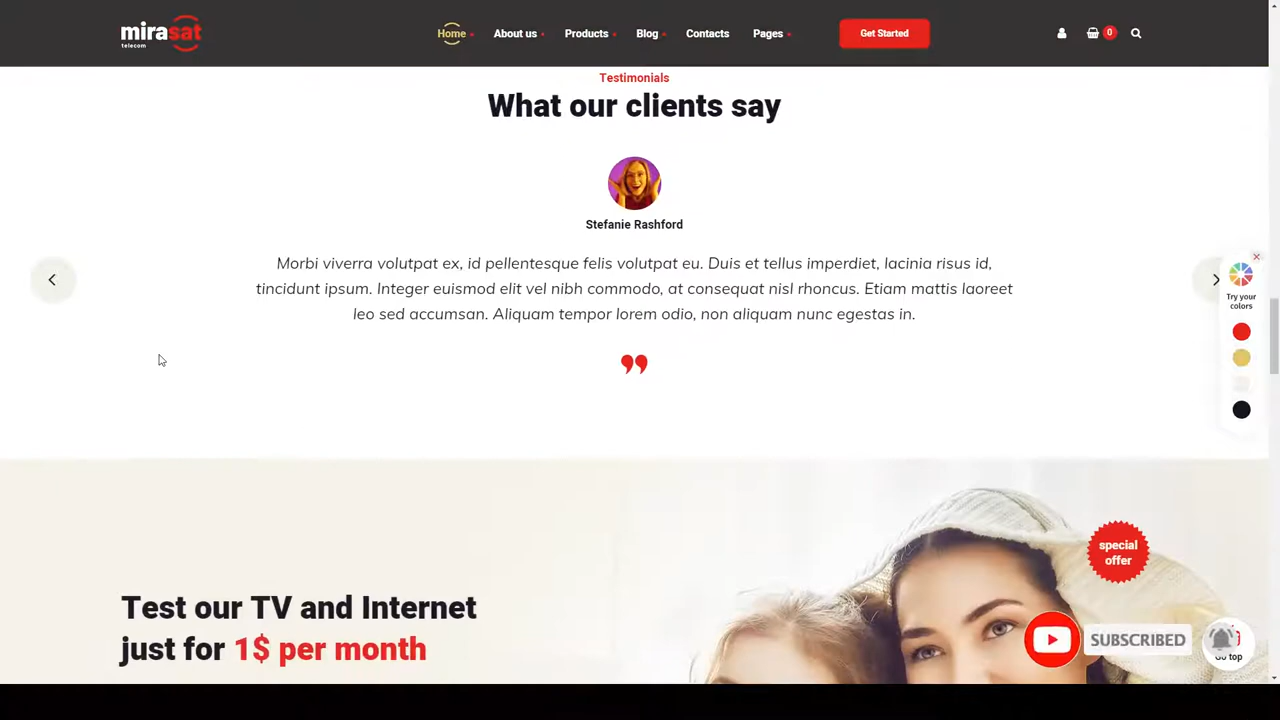 mirasat
telecom
Home
About us
Products
Blog
Contacts
Pages
Get Started
0
Testimonials
What our clients say
Stefanie Rashford
Morbi viverra volutpat ex, id pellentesque felis volutpat eu. Duis et tellus imperdiet, lacinia risus id,
tincidunt ipsum. Integer euismod elit vel nibh commodo, at consequat nisl rhoncus. Etiam mattis laoreet
leo sed accumsan. Aliquam tempor lorem odio, non aliquam nunc egestas in.
Try your
colors
special
offer
Test our TV and Internet
just for 1$ per month
SUBSCRIBED
Go top